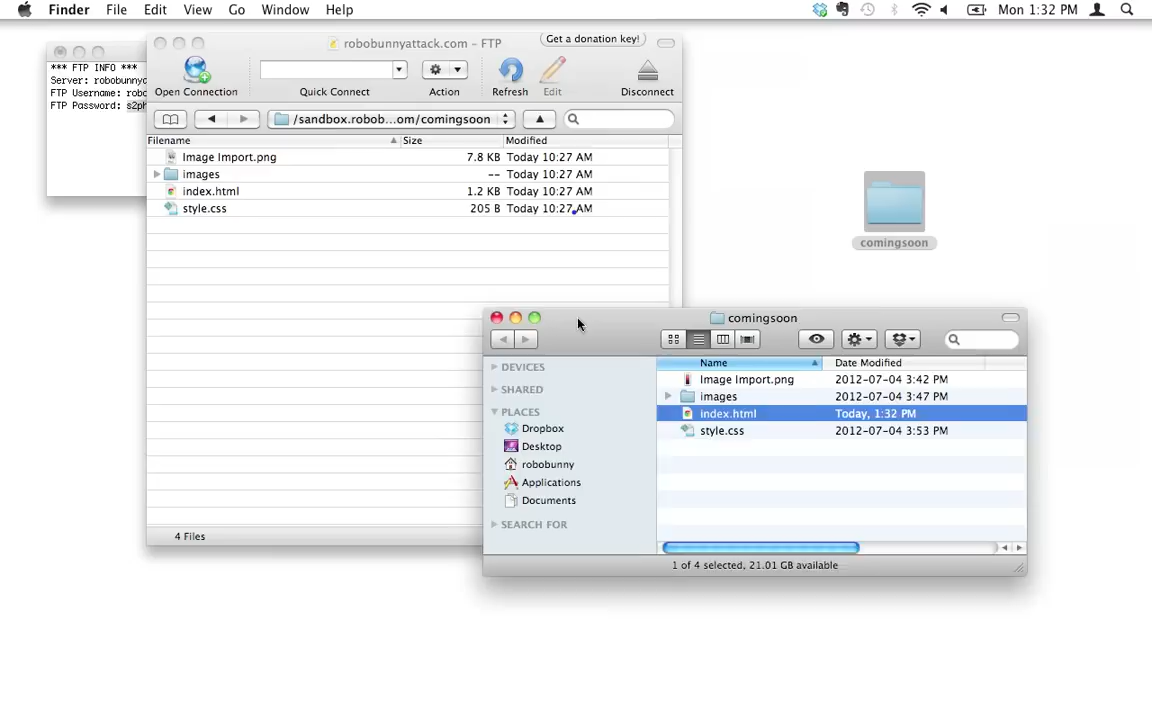 Finder File Edit View Go Window Help Mon 1:32 PM
*** FTP INFO ***
Server:
FTP Username:
FTP Password:
robobunnyattack.com – FTP
Get a donation key!
Open Connection Quick Connect Action Refresh Edit Disconnect
/sandbox.robob...om/comingsoon
Filename Size Modified
Image Import.png 7.8 KB Today 10:27 AM
images -- Today 10:27 AM
index.html 1.2 KB Today 10:27 AM
style.css 205 B Today 10:27 AM
4 Files
comingsoon
comingsoon
DEVICES
SHARED
PLACES
Dropbox
Desktop
robobunny
Applications
Documents
SEARCH FOR
Name Date Modified
Image Import.png 2012-07-04 3:42 PM
images 2012-07-04 3:47 PM
index.html Today, 1:32 PM
style.css 2012-07-04 3:53 PM
1 of 4 selected, 21.01 GB available